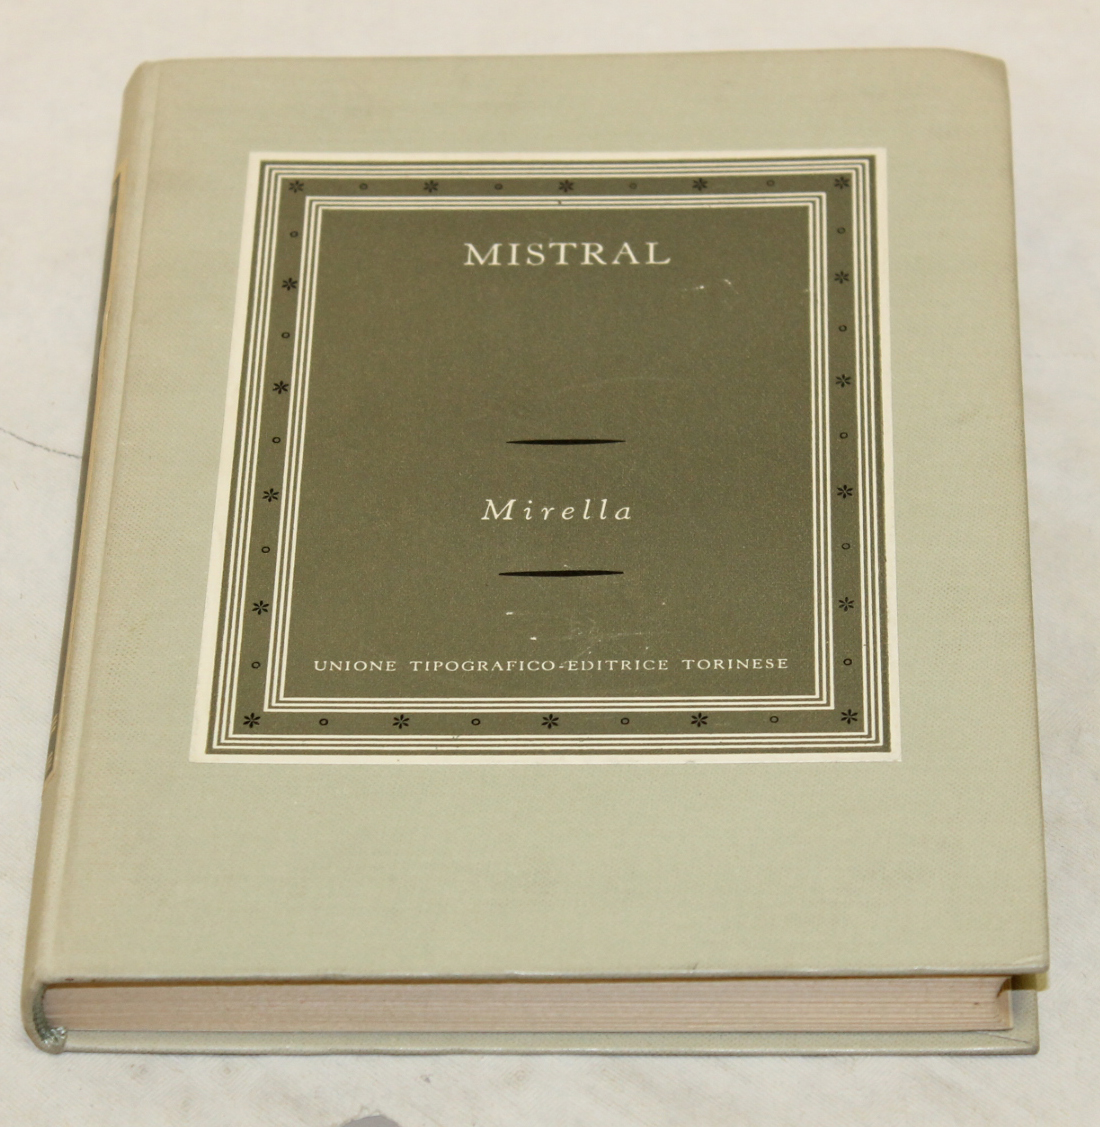 MISTRAL
Mirella
UNIONE TIPOGRAFICO-EDITRICE TORINESE